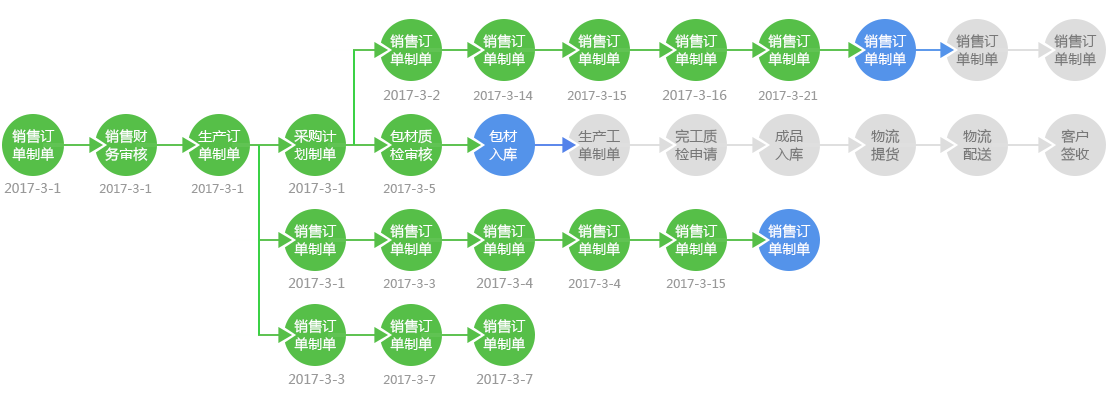 销售订
单制单
销售订
单制单
销售订
单制单
销售订
单制单
销售订
单制单
销售订
单制单
销售订
单制单
销售订
单制单
2017-3-2
2017-3-14
2017-3-15
2017-3-16
2017-3-21
销售订
单制单
销售财
务审核
生产订
单制单
采购计
划制单
包材质
检审核
包材
入库
生产工
单制单
完工质
检申请
成品
入库
物流
提货
物流
配送
客户
签收
2017-3-1
2017-3-1
2017-3-1
2017-3-1
2017-3-5
销售订
单制单
销售订
单制单
销售订
单制单
销售订
单制单
销售订
单制单
销售订
单制单
2017-3-1
2017-3-3
2017-3-4
2017-3-4
2017-3-15
销售订
单制单
销售订
单制单
销售订
单制单
2017-3-3
2017-3-7
2017-3-7